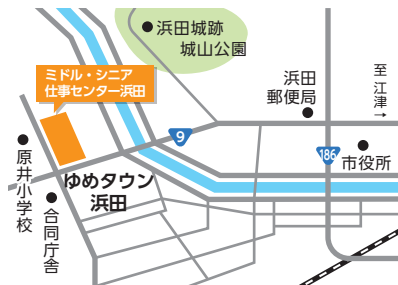 浜田城跡
城山公園
ミドル・シニア
仕事センター浜田
浜田
郵便局
至江津→
9
186
市役所
原井小学校
ゆめタウン
浜田
合同庁舎